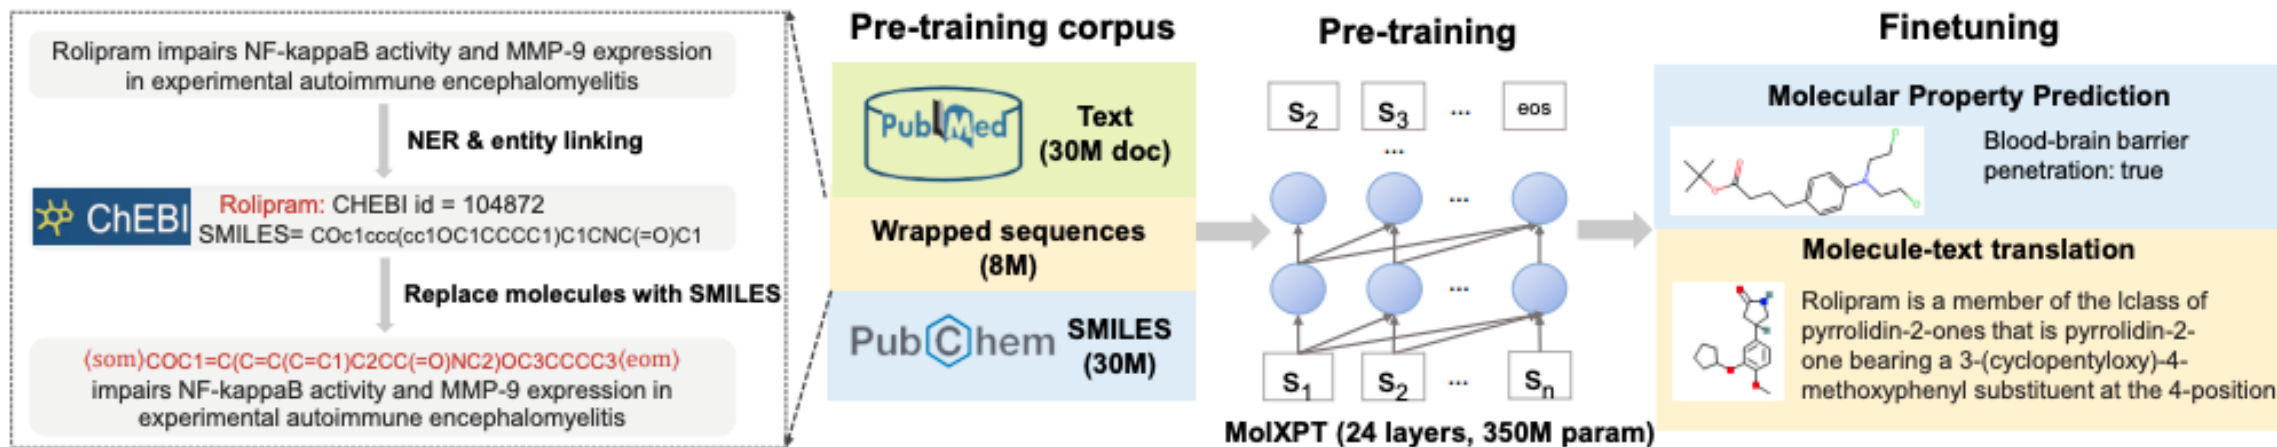 Rolipram impairs NF-kappaB activity and MMP-9 expression
in experimental autoimmune encephalomyelitis
NER & entity linking
ChEBI
Rolipram: CHEBI id = 104872
SMILES= COc1ccc(cc1OC1CCCC1)C1CNC(=O)C1
Replace molecules with SMILES
⟨som⟩COC1=C(C=C(C=C1)C2CC(=O)NC2)OC3CCCC3⟨eom⟩
impairs NF-kappaB activity and MMP-9 expression in
experimental autoimmune encephalomyelitis
Pre-training corpus
PubMed
Text
(30M doc)
Wrapped sequences
(8M)
PubChem
SMILES
(30M)
Pre-training
S2 S3 ... eos
...
...
...
S1 S2 ... Sn
MolXPT (24 layers, 350M param)
Finetuning
Molecular Property Prediction
Blood-brain barrier
penetration: true
Molecule-text translation
Rolipram is a member of the lclass of
pyrrolidin-2-ones that is pyrrolidin-2-
one bearing a 3-(cyclopentyloxy)-4-
methoxyphenyl substituent at the 4-position